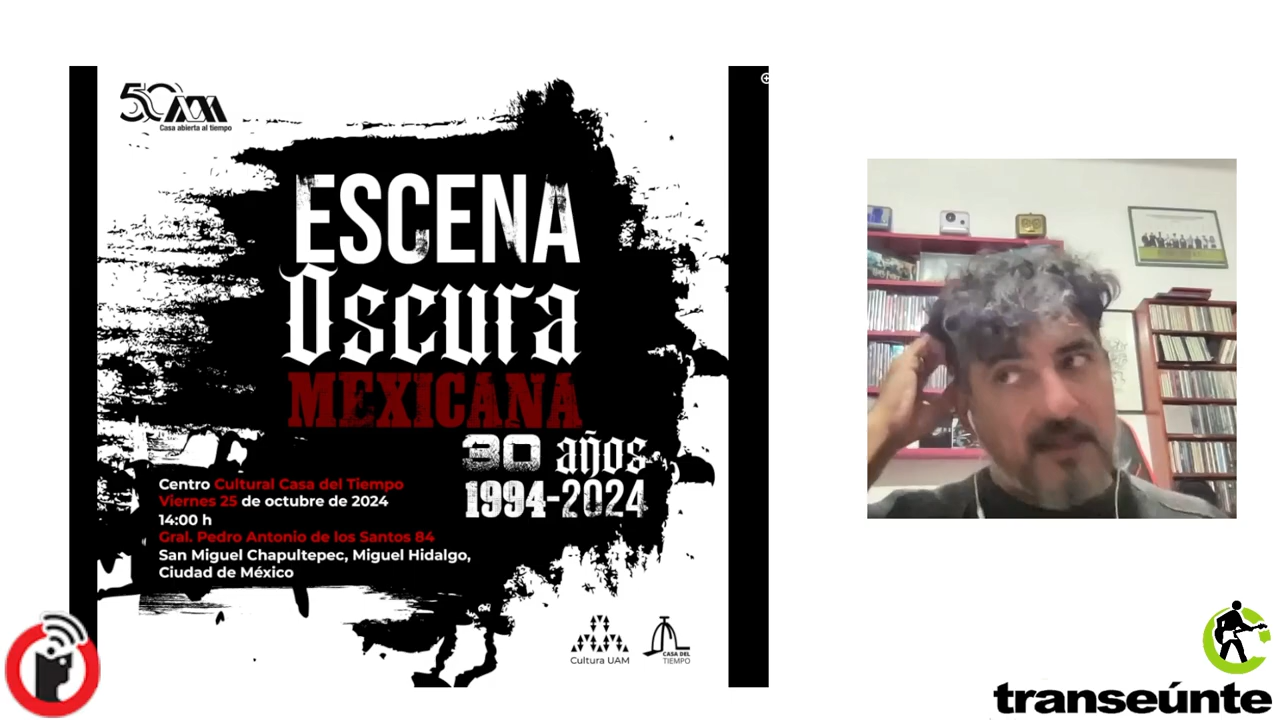 50
Casa abierta al tiempo
ESCENA
Oscura
MEXICANA
30 años
1994-2024
Centro Cultural Casa del Tiempo
Viernes 25 de octubre de 2024
14:00 h
Gral. Pedro Antonio de los Santos 84
San Miguel Chapultepec, Miguel Hidalgo,
Ciudad de México
Cultura UAM
CASA DEL
TIEMPO
transeúnte